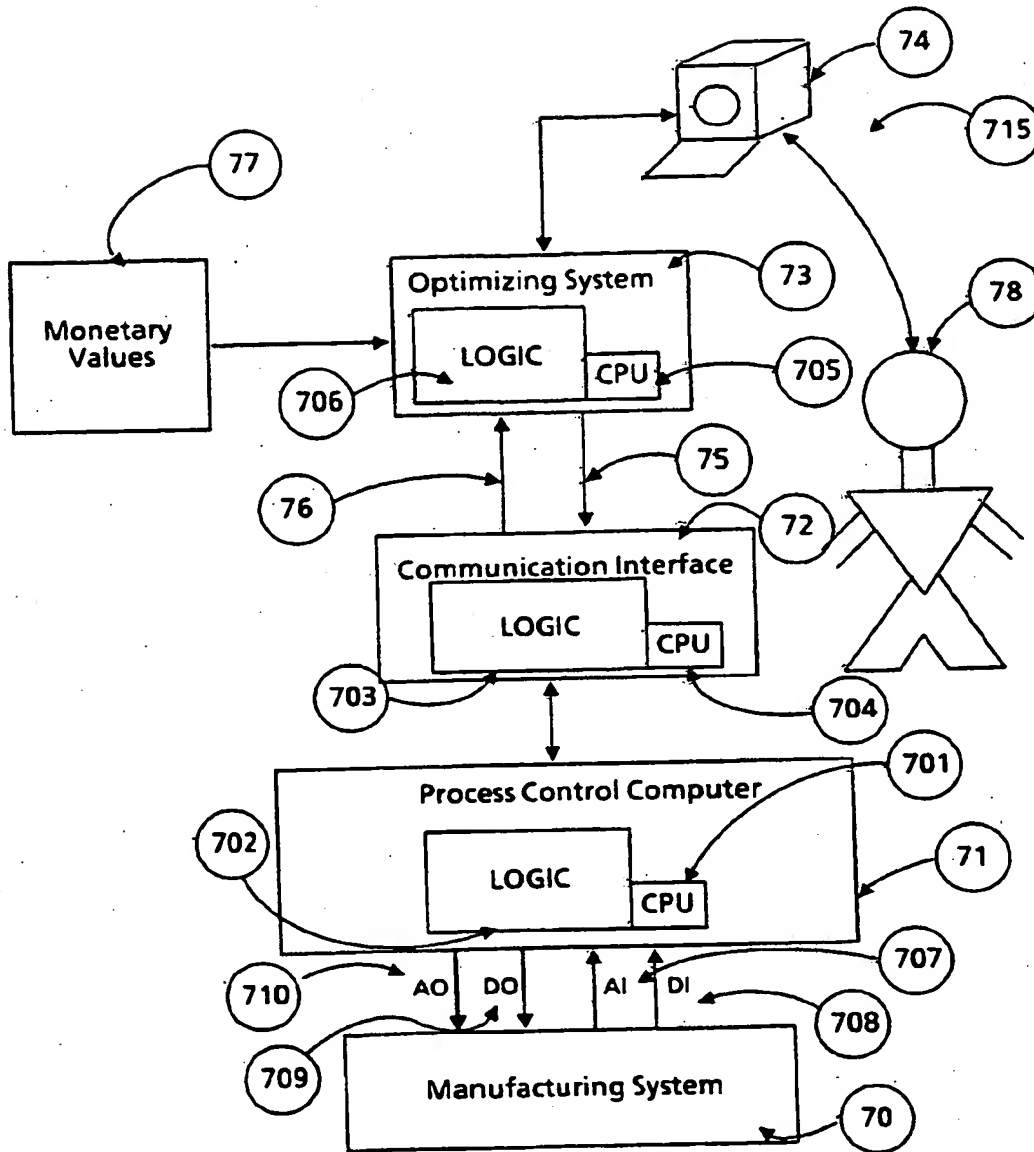 74
715
77
73
Optimizing System
78
Monetary
Values
LOGIC
CPU
705
706
75
76
72
Communication Interface
LOGIC
CPU
703
704
701
Process Control Computer
702
LOGIC
71
CPU
707
710
AO
DO
AI
DI
708
709
Manufacturing System
70